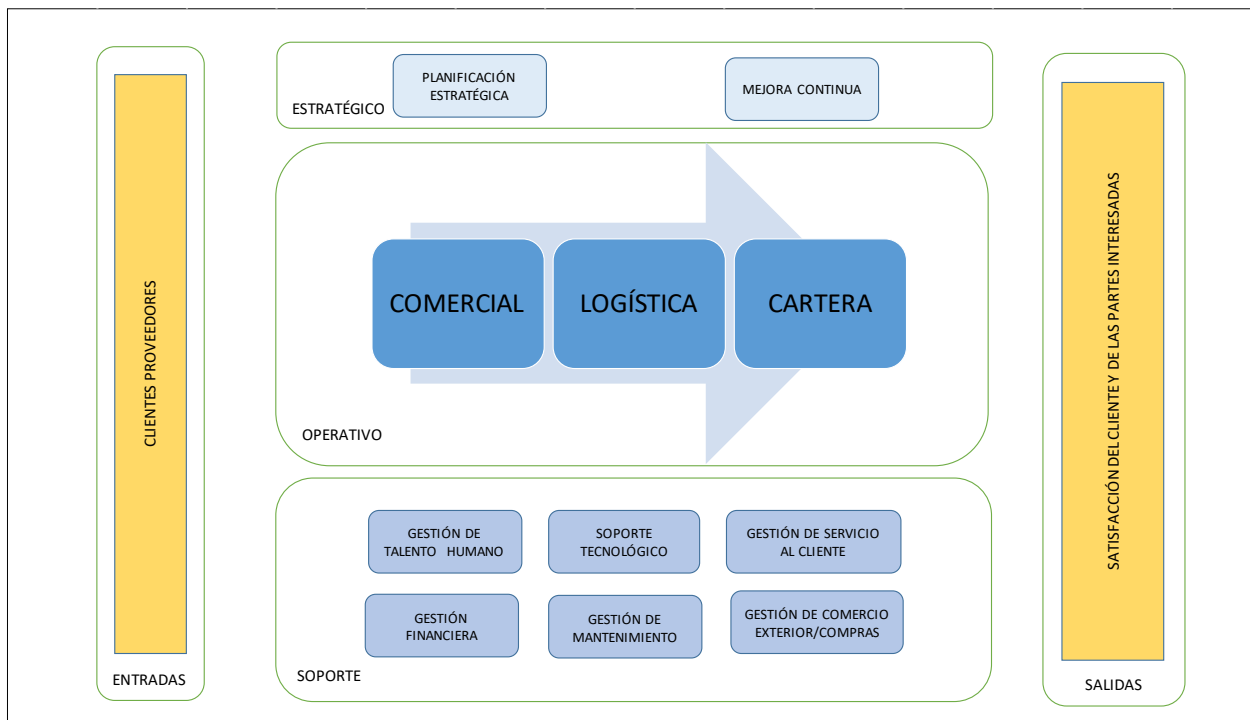 CLIENTES PROVEEDORES
ENTRADAS
PLANIFICACIÓN
ESTRATÉGICA
MEJORA CONTINUA
ESTRATÉGICO
COMERCIAL
LOGÍSTICA
CARTERA
OPERATIVO
GESTIÓN DE
TALENTO HUMANO
SOPORTE
TECNOLÓGICO
GESTIÓN DE SERVICIO
AL CLIENTE
GESTIÓN
FINANCIERA
GESTIÓN DE
MANTENIMIENTO
GESTIÓN DE COMERCIO
EXTERIOR/COMPRAS
SOPORTE
SATISFACCIÓN DEL CLIENTE Y DE LAS PARTES INTERESADAS
SALIDAS